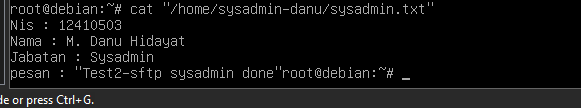 root@debian:~# cat "/home/sysadmin-danu/sysadmin.txt"
Nis : 12410503
Nama : M. Danu Hidayat
Jabatan : Sysadmin
pesan : "Test2-sftp sysadmin done"root@debian:~# _
de or press Ctrl+G.